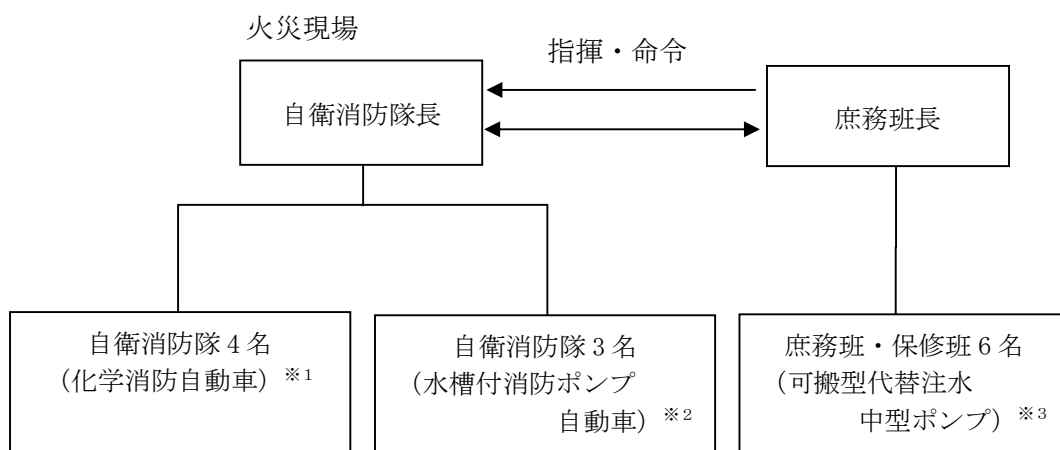 火災現場
指揮・命令
自衛消防隊長
庶務班長
自衛消防隊4名
（化学消防自動車）※1
自衛消防隊3名
（水槽付消防ポンプ
自動車）※2
庶務班・保修班6名
（可搬型代替注水
中型ポンプ）※3